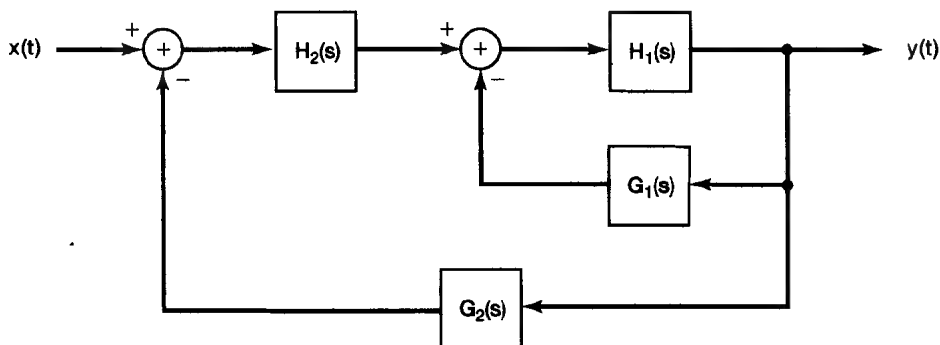 x(t)
+
+
−
H₂(s)
+
+
−
H₁(s)
y(t)
G₁(s)
G₂(s)